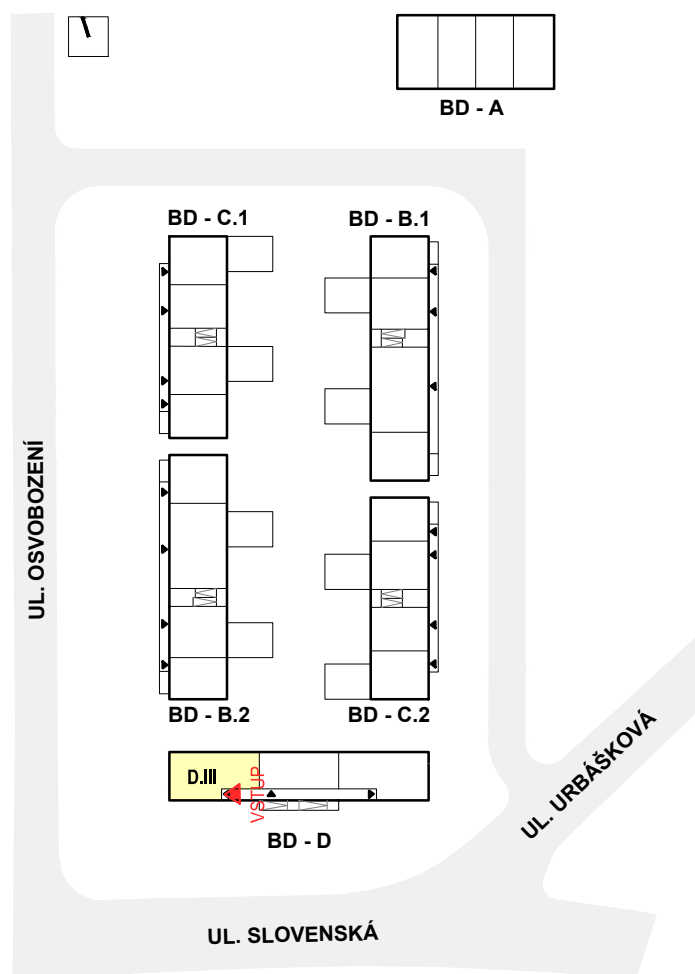 BD - A
BD - C.1
BD - B.1
UL. OSVOBOZENÍ
BD - B.2
BD - C.2
D.III
VSTUP
BD - D
UL. URBÁŠKOVÁ
UL. SLOVENSKÁ